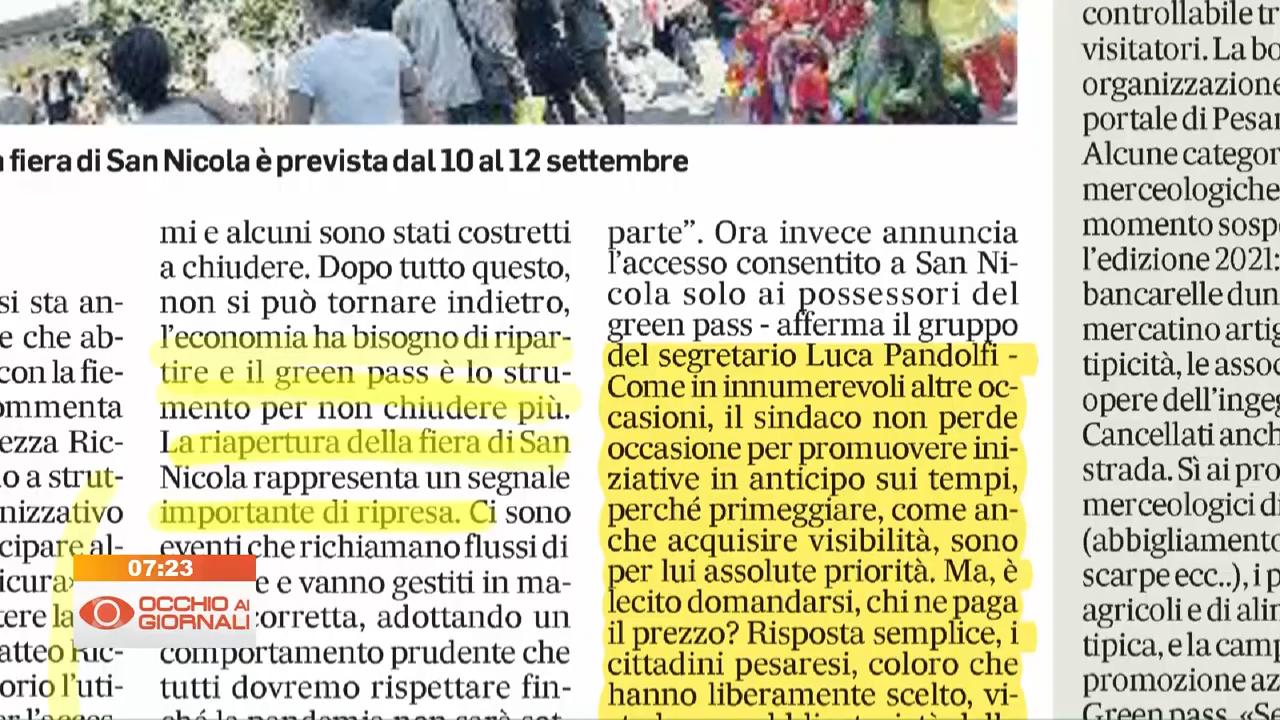 fiera di San Nicola è prevista dal 10 al 12 settembre
si sta an-
e che ab-
con la fie-
ommenta
ezza Ric-
o a strut-
nizzativo
cipare al-
icura»
tere la
atteo Ric-
orio l'uti-
mi e alcuni sono stati costretti
a chiudere. Dopo tutto questo,
non si può tornare indietro,
l'economia ha bisogno di ripar-
tire e il green pass è lo stru-
mento per non chiudere più.
La riapertura della fiera di San
Nicola rappresenta un segnale
importante di ripresa. Ci sono
eventi che richiamano flussi di
e e vanno gestiti in ma-
corretta, adottando un
comportamento prudente che
tutti dovremo rispettare fin-
parte”. Ora invece annuncia
l'accesso consentito a San Ni-
cola solo ai possessori del
green pass - afferma il gruppo
del segretario Luca Pandolfi -
Come in innumerevoli altre oc-
casioni, il sindaco non perde
occasione per promuovere ini-
ziative in anticipo sui tempi,
perché primeggiare, come an-
che acquisire visibilità, sono
per lui assolute priorità. Ma, è
lecito domandarsi, chi ne paga
il prezzo? Risposta semplice, i
cittadini pesaresi, coloro che
hanno liberamente scelto, vi-
controllabile tr
visitatori. La bo
organizzazione
portale di Pesar
Alcune categor
merceologiche
momento sosp
l'edizione 2021:
bancarelle dun
mercatino artig
tipicità, le assoc
opere dell'ingeg
Cancellati anch
strada. Sì ai pro
merceologici di
(abbigliamento
scarpe ecc..), i p
agricoli e di alin
tipica, e la camp
promozione az
Green pass. «Se
07:23
OCCHIO AI
GIORNALI